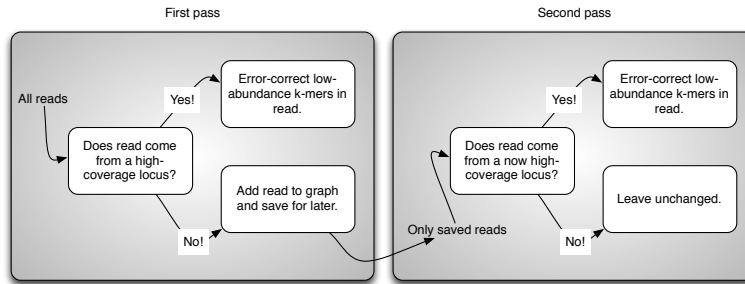 First pass
Second pass
All reads
Yes!
Error-correct low-
abundance k-mers in
read.
Does read come
from a high-
coverage locus?
No!
Add read to graph
and save for later.
Only saved reads
Does read come
from a now high-
coverage locus?
Yes!
Error-correct low-
abundance k-mers in
read.
No!
Leave unchanged.